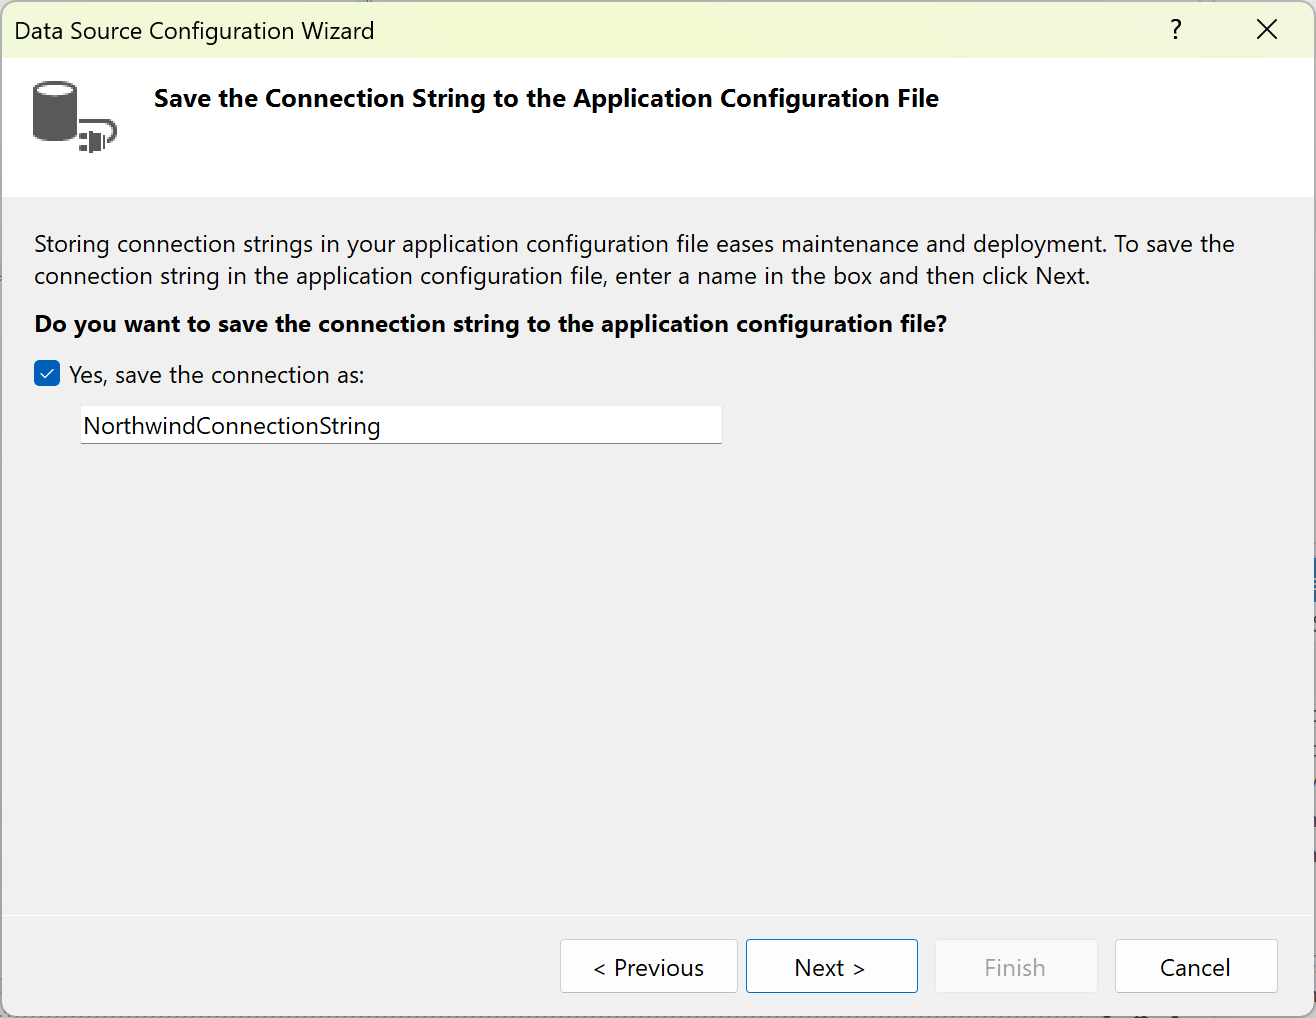 Data Source Configuration Wizard ?
Save the Connection String to the Application Configuration File
Storing connection strings in your application configuration file eases maintenance and deployment. To save the
connection string in the application configuration file, enter a name in the box and then click Next.
Do you want to save the connection string to the application configuration file?
Yes, save the connection as:
NorthwindConnectionString
< Previous Next > Finish Cancel